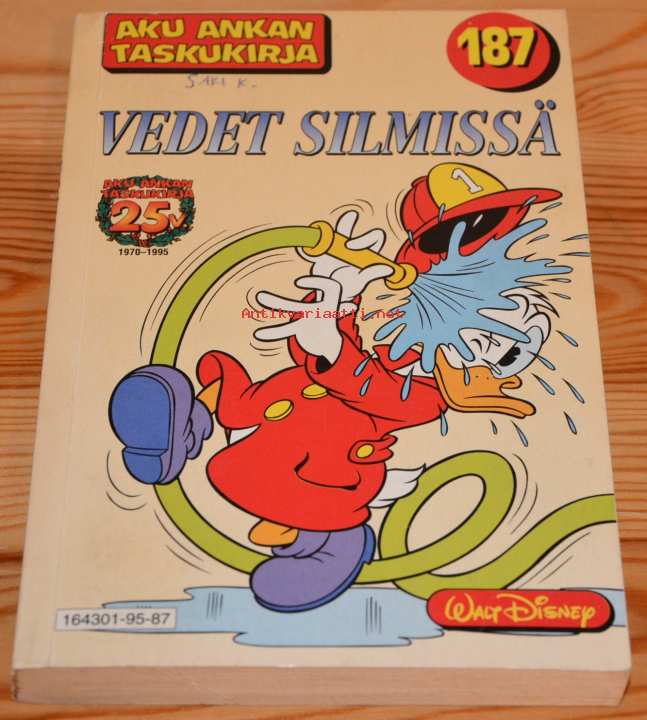 AKU ANKAN
TASKUKIRJA
187
SAKI K.
VEDET SILMISSÄ
AKU ANKAN
TASKUKIRJA
25v
1970–1995
1
Antikvariaatti.net
164301-95-87
WALT DISNEY